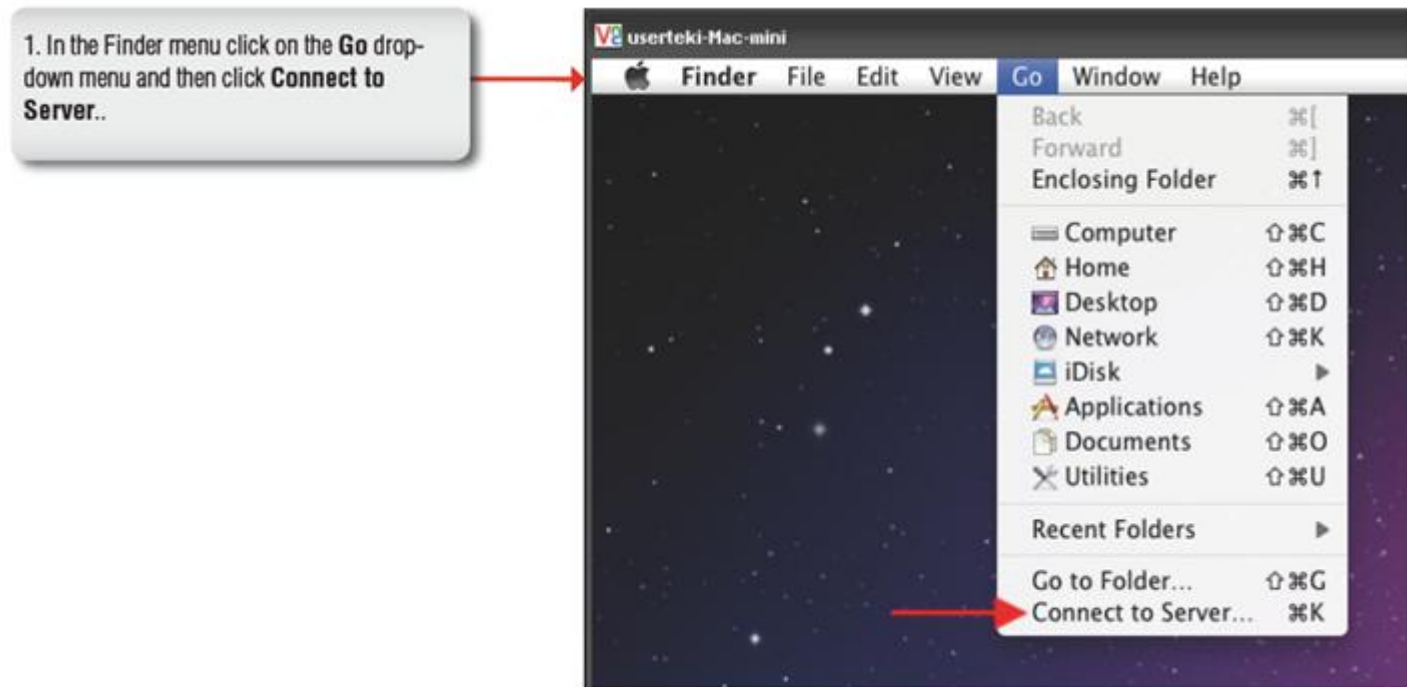 1. In the Finder menu click on the Go drop-
down menu and then click Connect to
Server..
userteki-Mac-mini
Finder File Edit View Go Window Help
Back ⌘[
Forward ⌘]
Enclosing Folder ⌘↑
Computer ⇧⌘C
Home ⇧⌘H
Desktop ⇧⌘D
Network ⇧⌘K
iDisk ▶
Applications ⇧⌘A
Documents ⇧⌘O
Utilities ⇧⌘U
Recent Folders ▶
Go to Folder... ⇧⌘G
Connect to Server... ⌘K